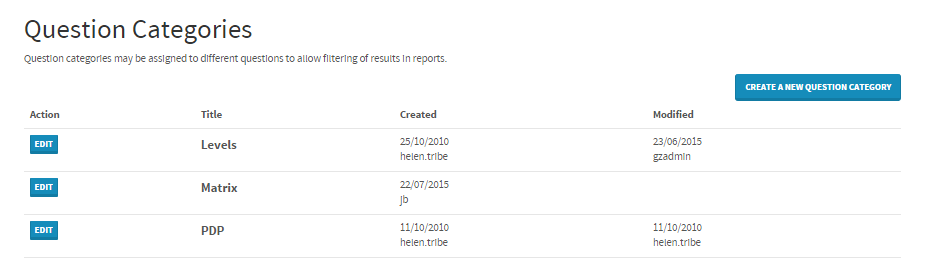 Question Categories
Question categories may be assigned to different questions to allow filtering of results in reports.
CREATE A NEW QUESTION CATEGORY
Action Title Created Modified
EDIT Levels 25/10/2010 23/06/2015
helen.tribe gzadmin
EDIT Matrix 22/07/2015
jb
EDIT PDP 11/10/2010 11/10/2010
helen.tribe helen.tribe